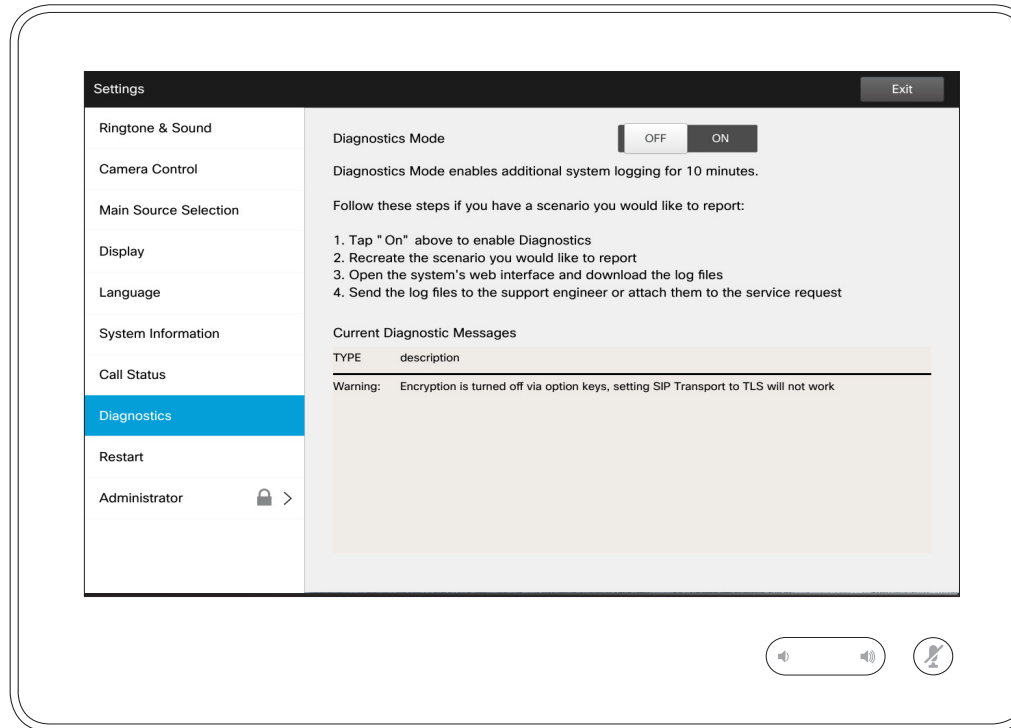 Settings
Exit
Ringtone & Sound
Camera Control
Main Source Selection
Display
Language
System Information
Call Status
Diagnostics
Restart
Administrator
Diagnostics Mode
OFF
ON
Diagnostics Mode enables additional system logging for 10 minutes.
Follow these steps if you have a scenario you would like to report:
1. Tap "On" above to enable Diagnostics
2. Recreate the scenario you would like to report
3. Open the system's web interface and download the log files
4. Send the log files to the support engineer or attach them to the service request
Current Diagnostic Messages
TYPE description
Warning: Encryption is turned off via option keys, setting SIP Transport to TLS will not work